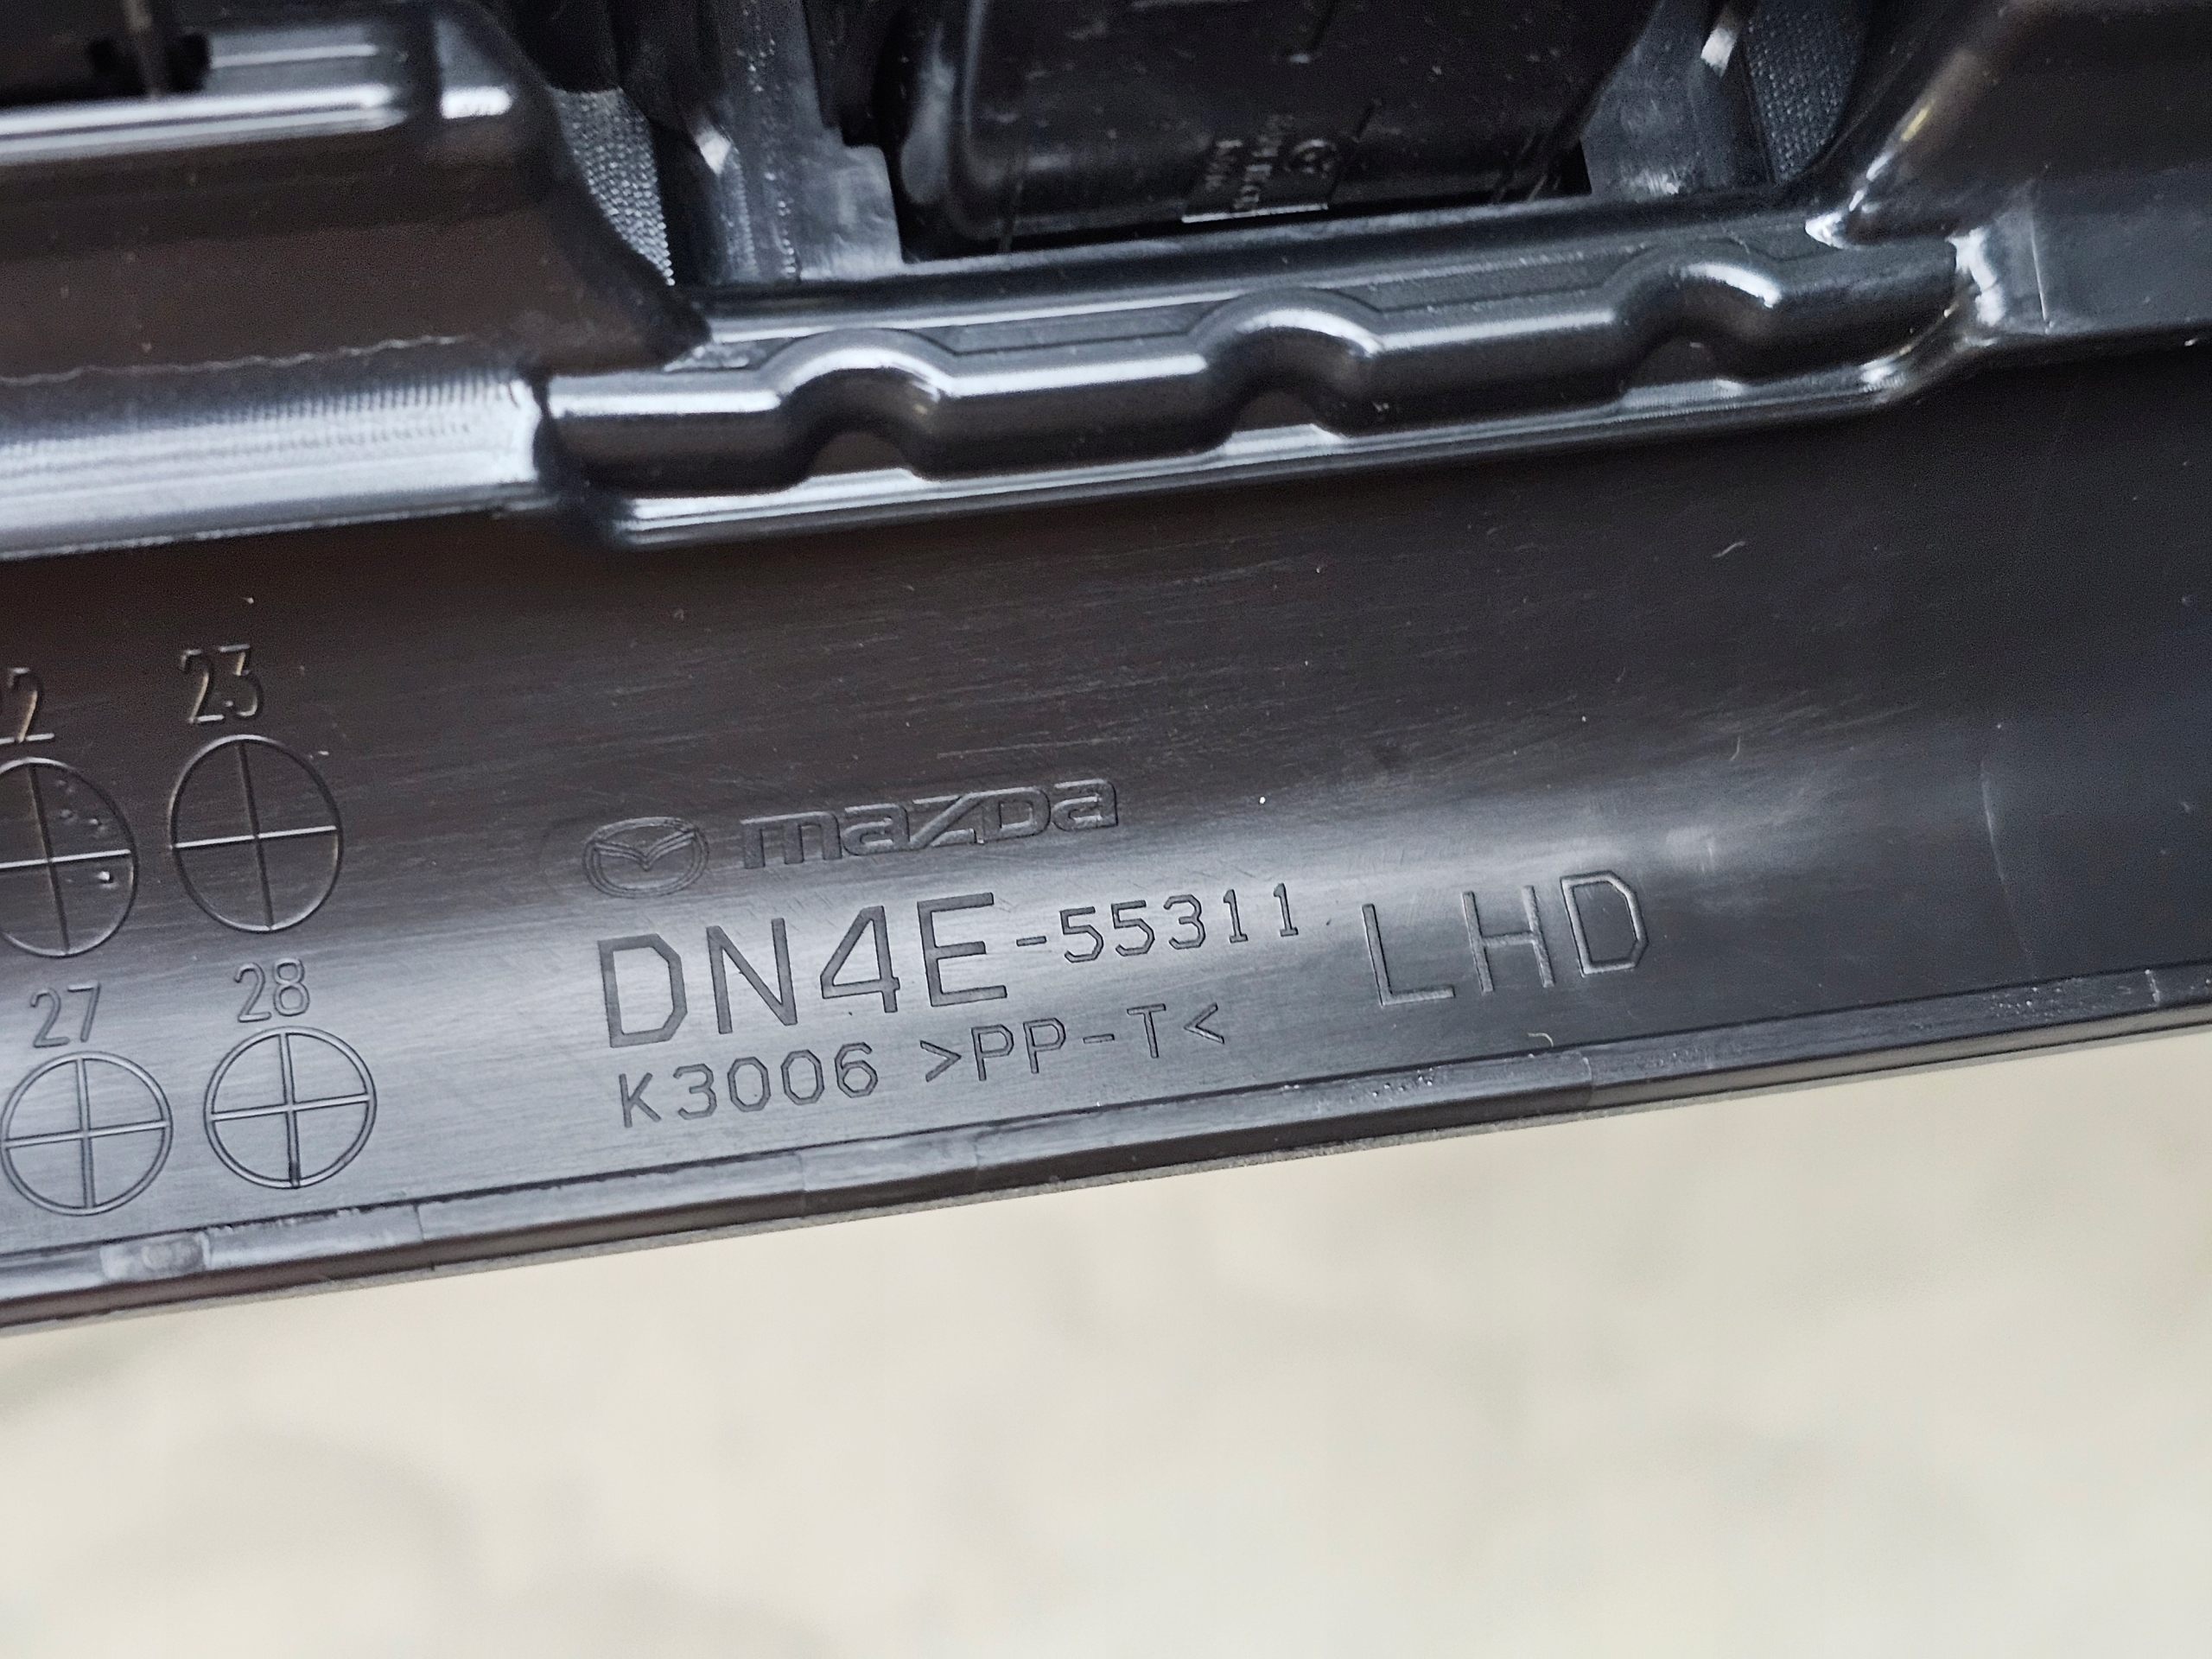 22 23
mazDa
DN4E-55311 LHD
27 28
K3006 >PP-T<